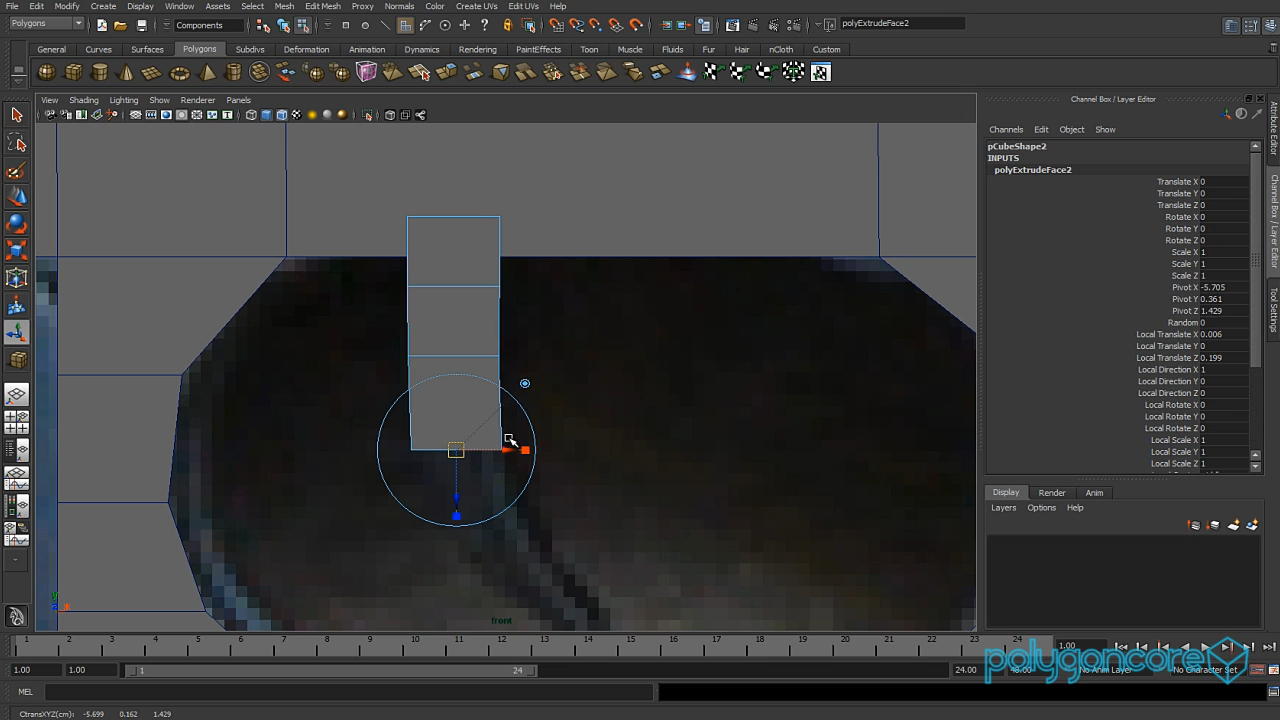 File Edit Modify Create Display Window Assets Select Mesh Edit Mesh Proxy Normals Color Create UVs Edit UVs Help
Polygons Components polyExtrudeFace2
General Curves Surfaces Polygons Subdivs Deformation Animation Dynamics Rendering PaintEffects Toon Muscle Fluids Fur Hair nCloth Custom
View Shading Lighting Show Renderer Panels
Channel Box / Layer Editor
Channels Edit Object Show
pCubeShape2
INPUTS
polyExtrudeFace2
Translate X 0
Translate Y 0
Translate Z 0
Rotate X 0
Rotate Y 0
Rotate Z 0
Scale X 1
Scale Y 1
Scale Z 1
Pivot X -5.705
Pivot Y 0.361
Pivot Z 1.429
Random 0
Local Translate X 0.006
Local Translate Y 0
Local Translate Z 0.199
Local Direction X 1
Local Direction Y 0
Local Direction Z 0
Local Rotate X 0
Local Rotate Y 0
Local Rotate Z 0
Local Scale X 1
Local Scale Y 1
Local Scale Z 1
Attribute Editor
Channel Box / Layer Editor
Tool Settings
Display Render Anim
Layers Options Help
front
1 2 3 4 5 6 7 8 9 10 11 12 13 14 15 16 17 18 19 20 21 22 23 24
1.00
1.00 1.00 1 24 24.00 48.00 No Anim Layer No Character Set
polygoncore
MEL
CtransXYZ(cm): -5.699 0.162 1.429